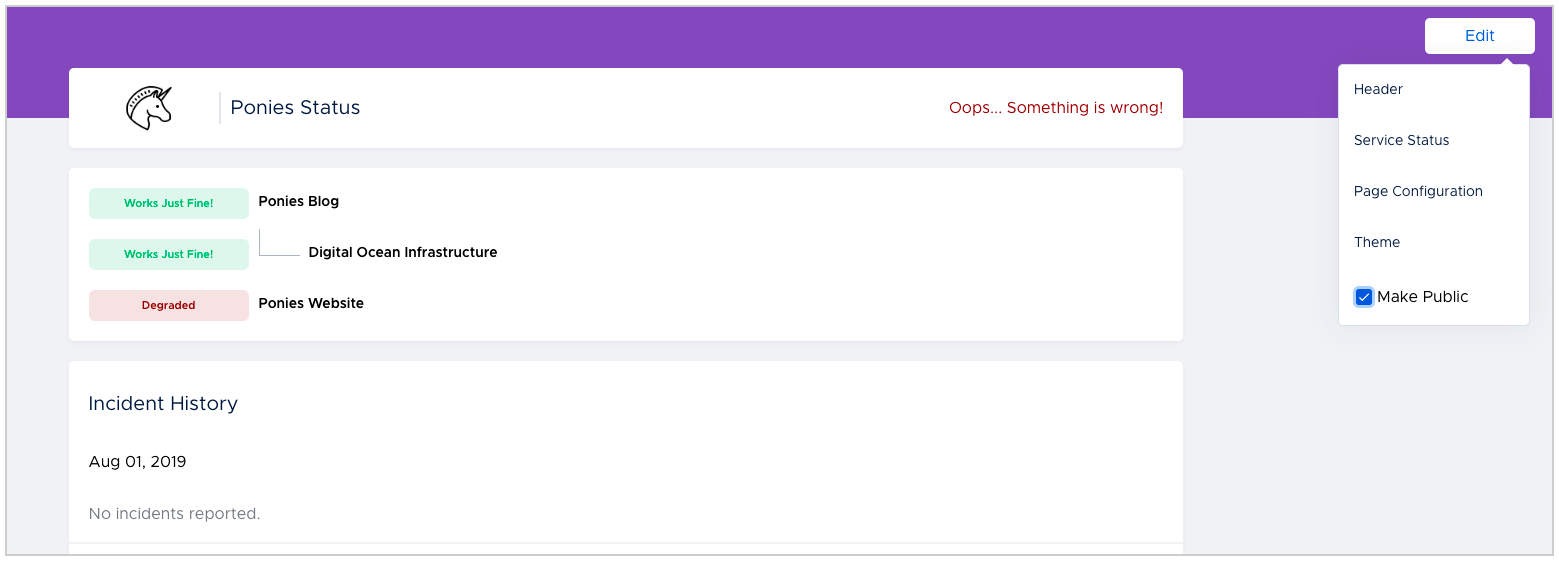 Edit
Header
Service Status
Page Configuration
Theme
Make Public
Ponies Status
Oops... Something is wrong!
Works Just Fine! Ponies Blog
Works Just Fine! Digital Ocean Infrastructure
Degraded Ponies Website
Incident History
Aug 01, 2019
No incidents reported.